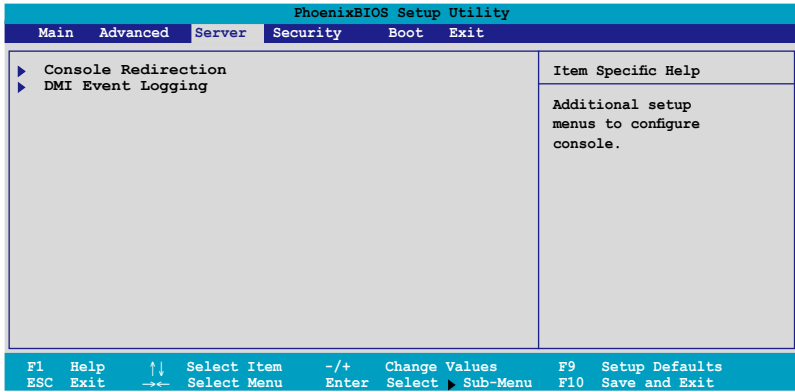 PhoenixBIOS Setup Utility
Main Advanced Server Security Boot Exit
Console Redirection
DMI Event Logging
Item Specific Help
Additional setup
menus to configure
console.
F1 Help ↑↓ Select Item -/+ Change Values F9 Setup Defaults
ESC Exit →← Select Menu Enter Select ▶ Sub-Menu F10 Save and Exit